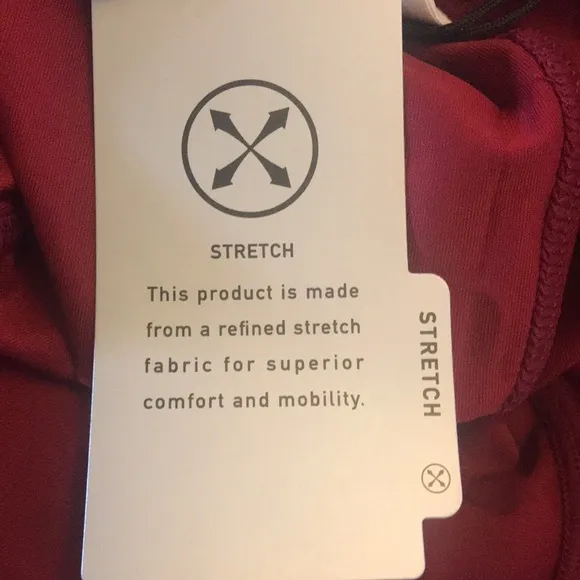 STRETCH
This product is made
from a refined stretch
fabric for superior
comfort and mobility.
STRETCH